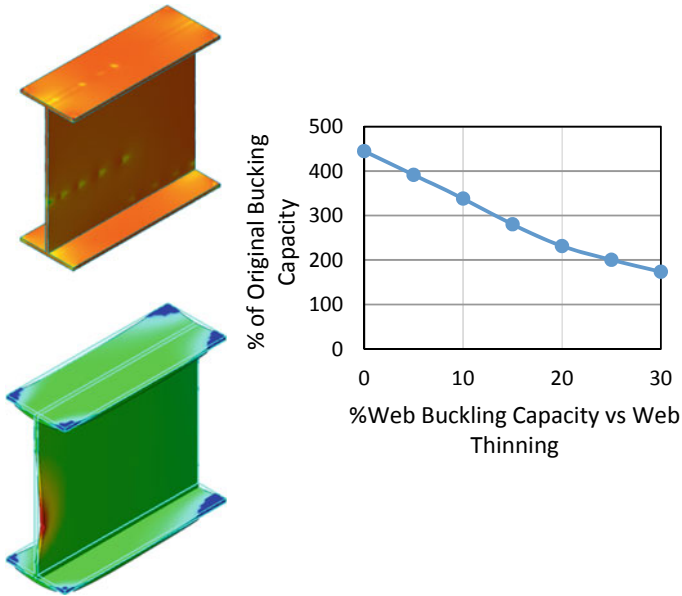 % of Original Bucking
Capacity
500
400
300
200
100
0
0 10 20 30
%Web Buckling Capacity vs Web
Thinning